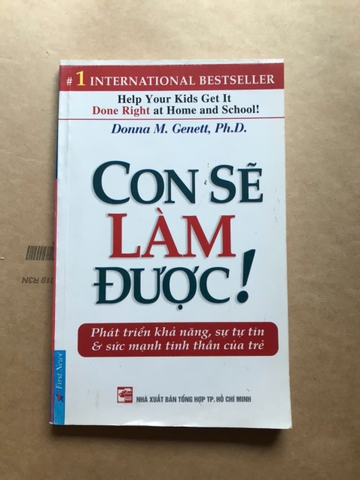 #1 INTERNATIONAL BESTSELLER
Help Your Kids Get It
Done Right at Home and School!
Donna M. Genett, Ph.D.
CON SẼ
LÀM
ĐƯỢC!
Phát triển khả năng, sự tự tin
& sức mạnh tinh thần của trẻ
First News
NHÀ XUẤT BẢN TỔNG HỢP TP. HỒ CHÍ MINH